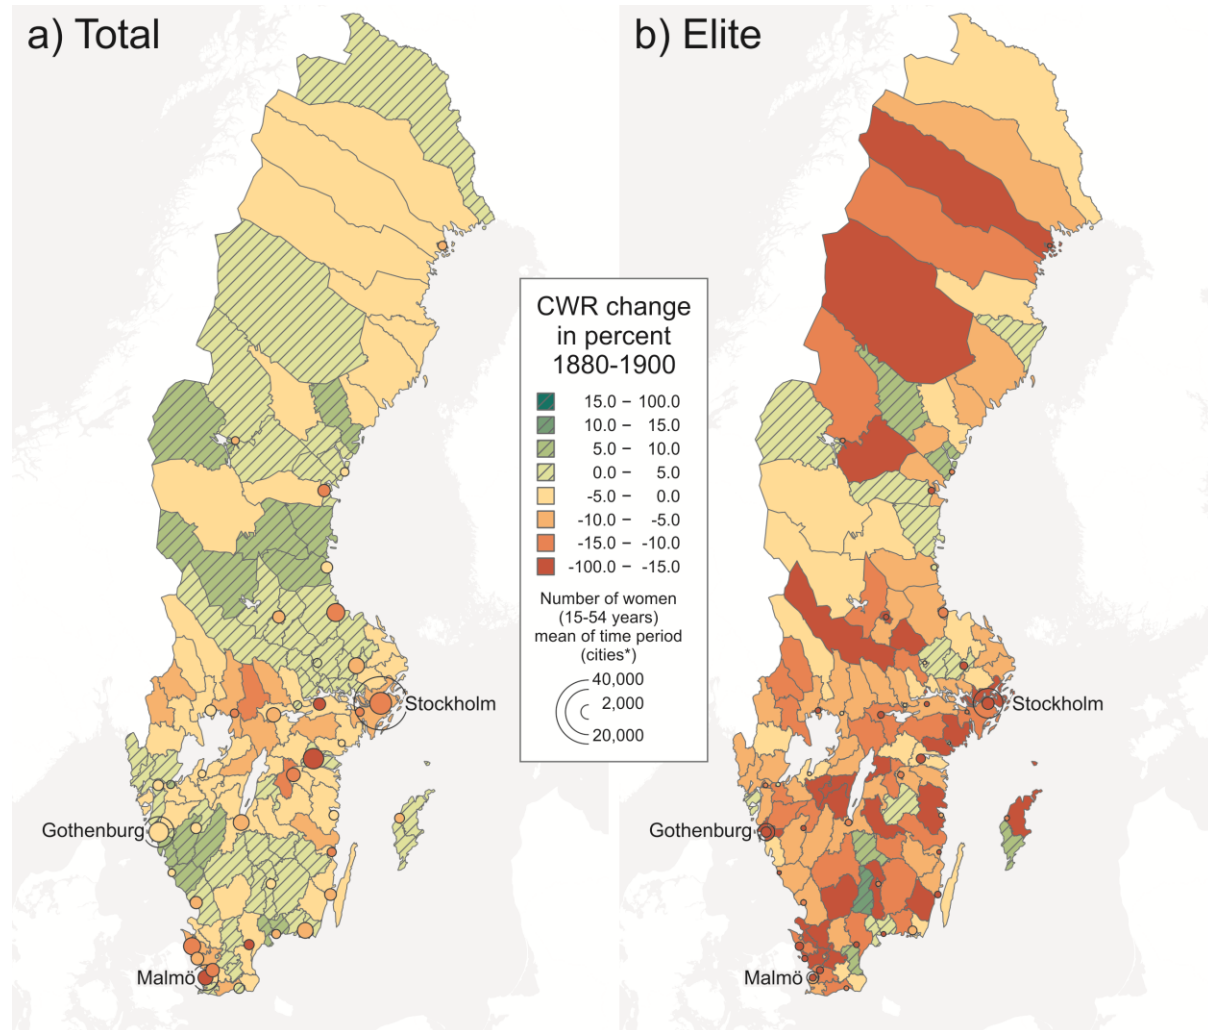 a) Total
b) Elite
CWR change
in percent
1880-1900
15.0 – 100.0
10.0 – 15.0
5.0 – 10.0
0.0 – 5.0
-5.0 – 0.0
-10.0 – -5.0
-15.0 – -10.0
-100.0 – -15.0
Number of women
(15-54 years)
mean of time period
(cities*)
40,000
2,000
20,000
Stockholm
Stockholm
Gothenburg
Gothenburg
Malmö
Malmö